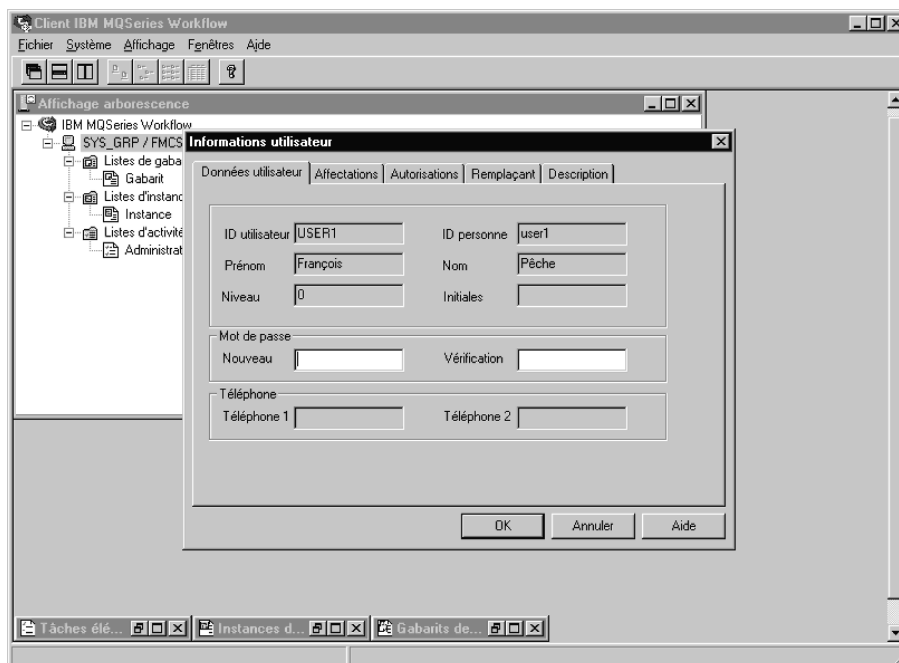 Client IBM MQSeries Workflow
Fichier Système Affichage Fenêtres Aide
Affichage arborescence
IBM MQSeries Workflow
SYS_GRP / FMCS
Listes de gaba
Gabarit
Listes d'instanc
Instance
Listes d'activité
Administrat
Informations utilisateur
Données utilisateur Affectations Autorisations Remplaçant Description
ID utilisateur USER1 ID personne user1
Prénom François Nom Pêche
Niveau 0 Initiales
Mot de passe
Nouveau Vérification
Téléphone
Téléphone 1 Téléphone 2
OK Annuler Aide
Tâches élé... Instances d... Gabarits de...